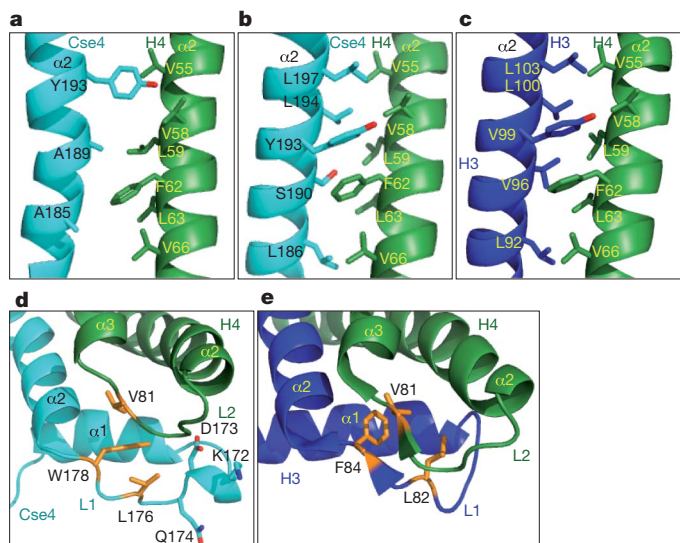 a
Cse4 H4
α2 α2
Y193 V55
V58
A189 L59
F62
A185 L63
V66
b
Cse4 H4
α2 α2
L197 V55
L194
V58
Y193 L59
S190 F62
L63
L186 V66
c
α2 H3 H4
α2
L103 V55
L100
V58
V99 L59
H3
V96 F62
L63
L92 V66
d
α3 H4
α2
V81 L2
α2 α1 D173
K172
W178
L1
L176
Cse4
Q174
e
α3 H4
V81
α2 α2
α1
L2
F84
H3
L82 L1